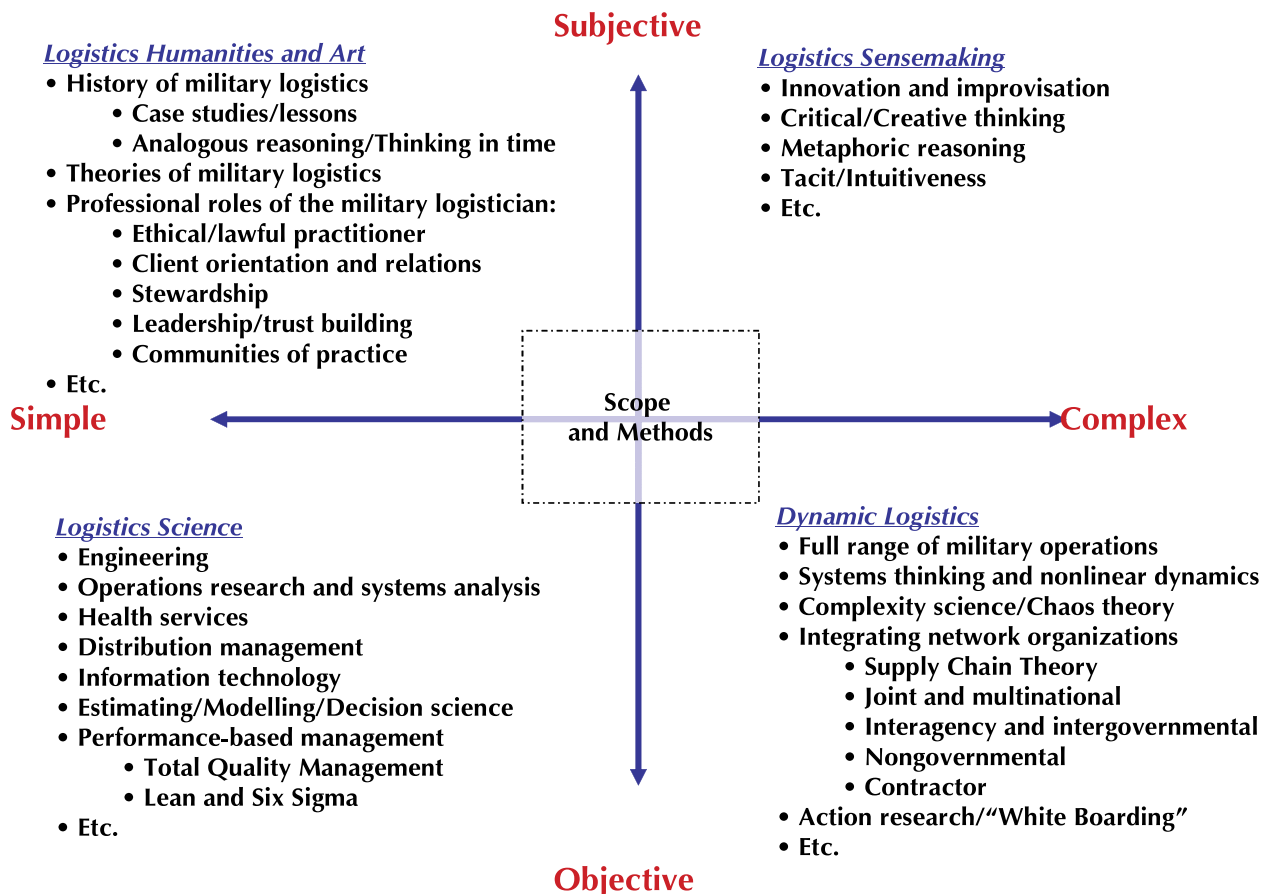 Subjective
Logistics Humanities and Art
• History of military logistics
• Case studies/lessons
• Analogous reasoning/Thinking in time
• Theories of military logistics
• Professional roles of the military logistician:
• Ethical/lawful practitioner
• Client orientation and relations
• Stewardship
• Leadership/trust building
• Communities of practice
• Etc.
Logistics Sensemaking
• Innovation and improvisation
• Critical/Creative thinking
• Metaphoric reasoning
• Tacit/Intuitiveness
• Etc.
Simple
Scope
and Methods
Complex
Logistics Science
• Engineering
• Operations research and systems analysis
• Health services
• Distribution management
• Information technology
• Estimating/Modelling/Decision science
• Performance-based management
• Total Quality Management
• Lean and Six Sigma
• Etc.
Dynamic Logistics
• Full range of military operations
• Systems thinking and nonlinear dynamics
• Complexity science/Chaos theory
• Integrating network organizations
• Supply Chain Theory
• Joint and multinational
• Interagency and intergovernmental
• Nongovernmental
• Contractor
• Action research/“White Boarding”
• Etc.
Objective